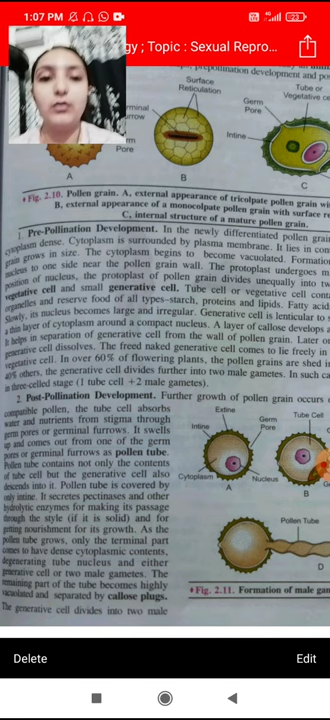 1:07 PM
23
gy ; Topic : Sexual Repro...
prepollination development and po
Surface
Reticulation
Tube or
Vegetative ce
Germ
Pore
rminal
urrow
rm
Pore
Intine
A
B
C
Fig. 2.10. Pollen grain. A, external appearance of tricolpate pollen grain wi
B, external appearance of a monocolpate pollen grain with surface re
C, internal structure of a mature pollen grain.
1. Pre-Pollination Development. In the newly differentiated pollen grai
cytoplasm dense. Cytoplasm is surrounded by plasma membrane. It lies in con
grain grows in size. The cytoplasm begins to become vacuolated. Formation
nucleus to one side near the pollen grain wall. The protoplast undergoes m
position of nucleus, the protoplast of pollen grain divides unequally into tw
vegetative cell and small generative cell. Tube cell or vegetative cell conta
organelles and reserve food of all types–starch, proteins and lipids. Fatty acid
Slowly, its nucleus becomes large and irregular. Generative cell is lenticular to s
a thin layer of cytoplasm around a compact nucleus. A layer of callose develops a
It helps in separation of generative cell from the wall of pollen grain. Later on
generative cell dissolves. The freed naked generative cell comes to lie freely in
vegetative cell. In over 60% of flowering plants, the pollen grains are shed in
40% others, the generative cell divides further into two male gametes. In such ca
in three-celled stage (1 tube cell +2 male gametes).
2. Post-Pollination Development. Further growth of pollen grain occurs
compatible pollen, the tube cell absorbs
water and nutrients from stigma through
germ pores or germinal furrows. It swells
up and comes out from one of the germ
pores or germinal furrows as pollen tube.
Pollen tube contains not only the contents
of tube cell but the generative cell also
descends into it. Pollen tube is covered by
only intine. It secretes pectinases and other
hydrolytic enzymes for making its passage
through the style (if it is solid) and for
getting nourishment for its growth. As the
pollen tube grows, only the terminal part
comes to have dense cytoplasmic contents,
degenerating tube nucleus and either
generative cell or two male gametes. The
remaining part of the tube becomes highly
vacuolated and separated by callose plugs.
The generative cell divides into two male
Extine
Intine
Germ
Pore
Tube Cell
Cytoplasm
Nucleus
A
B
Pollen Tube
D
Fig. 2.11. Formation of male gam
Delete
Edit